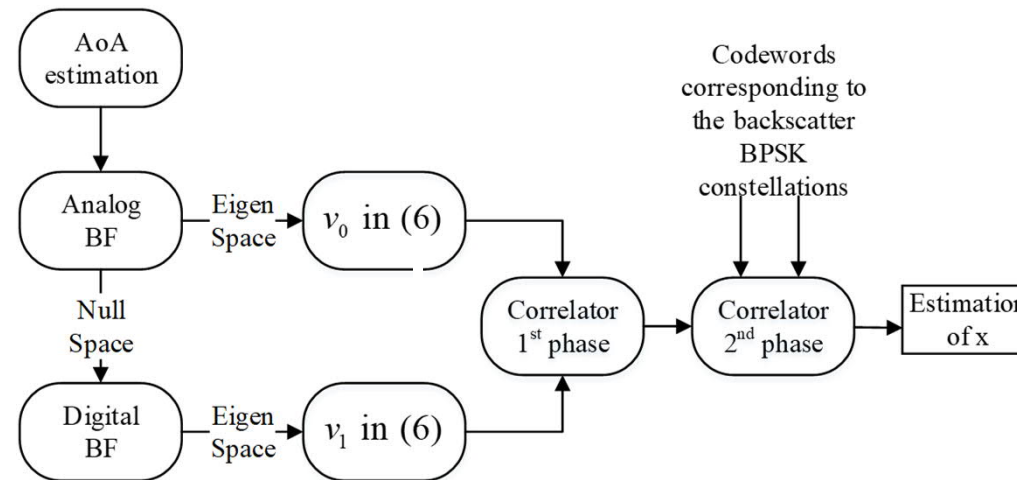 AoA
estimation
Analog
BF
Eigen
Space
v₀ in (6)
Null
Space
Digital
BF
Eigen
Space
v₁ in (6)
Correlator
1ˢᵗ phase
Codewords
corresponding to
the backscatter
BPSK
constellations
Correlator
2ⁿᵈ phase
Estimation
of x